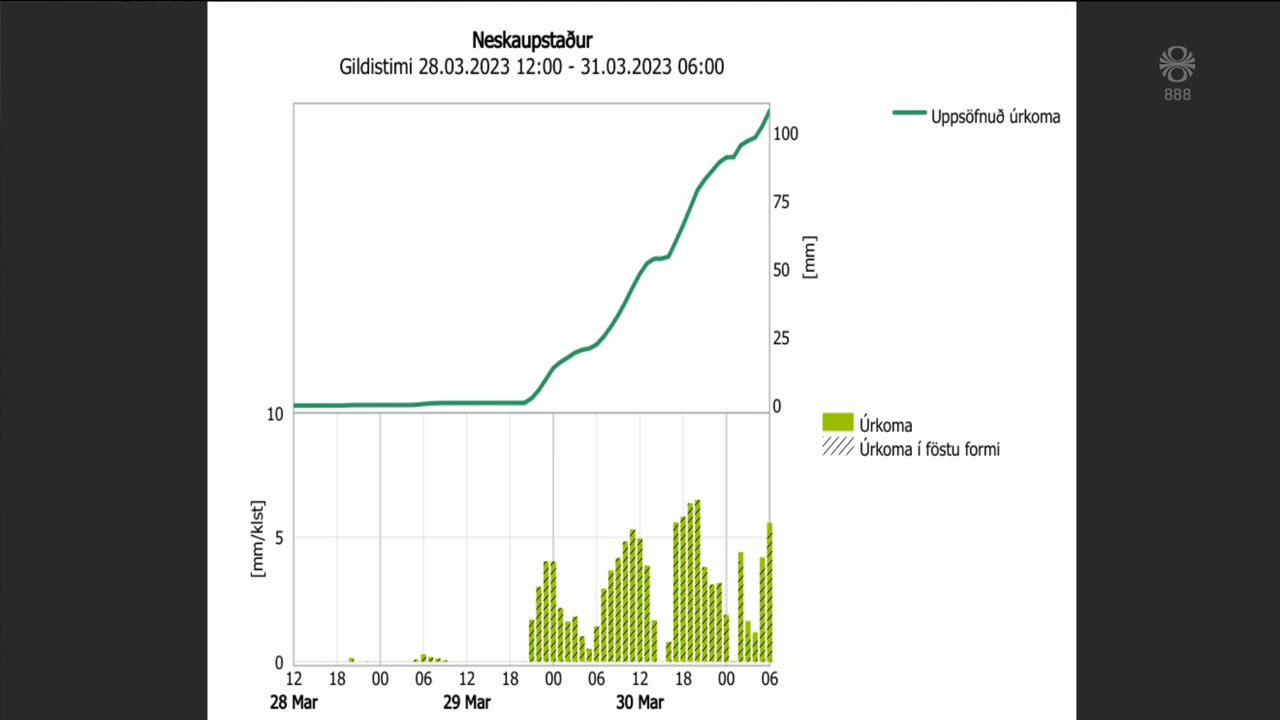 Neskaupstaður
Gildistimi 28.03.2023 12:00 - 31.03.2023 06:00
888
Uppsöfnuð úrkoma
100
75
50
25
0
[mm]
10
5
0
[mm/klst]
Úrkoma
Úrkoma í föstu formi
12 18 00 06 12 18 00 06 12 18 00 06
28 Mar 29 Mar 30 Mar